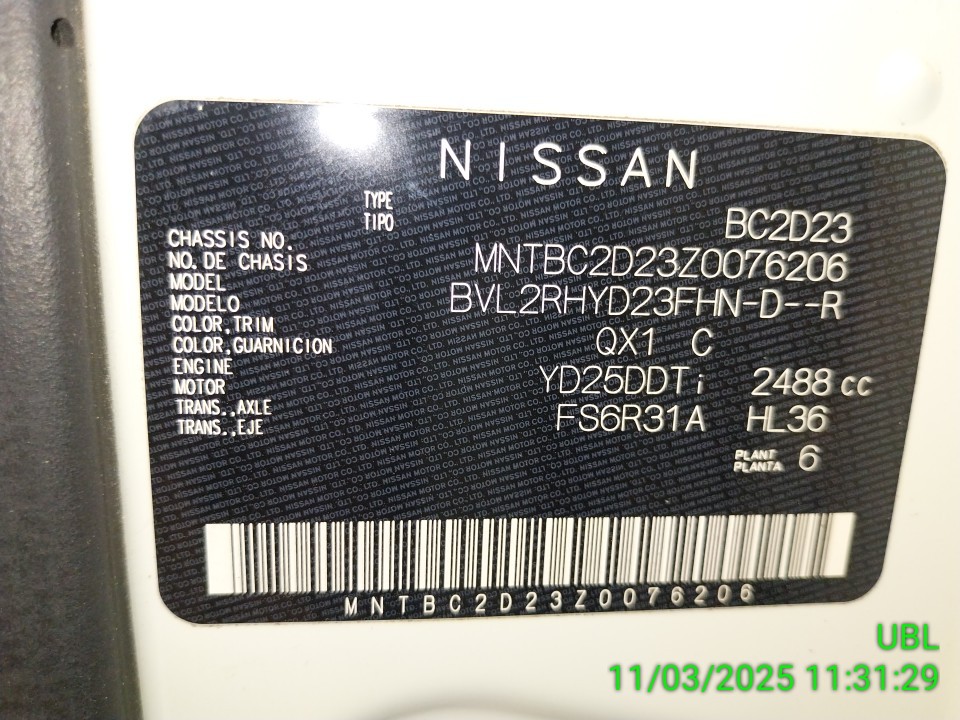 NISSAN
TYPE
TIPO
BC2D23
CHASSIS NO.
NO. DE CHASIS
MNTBC2D23Z0076206
MODEL
MODELO
BVL2RHYD23FHN-D--R
COLOR,TRIM
COLOR,GUARNICION
QX1 C
ENGINE
MOTOR
YD25DDTi 2488 cc
TRANS.,AXLE
TRANS.,EJE
FS6R31A HL36
PLANT
PLANTA
6
MNTBC2D23Z0076206
UBL
11/03/2025 11:31:29